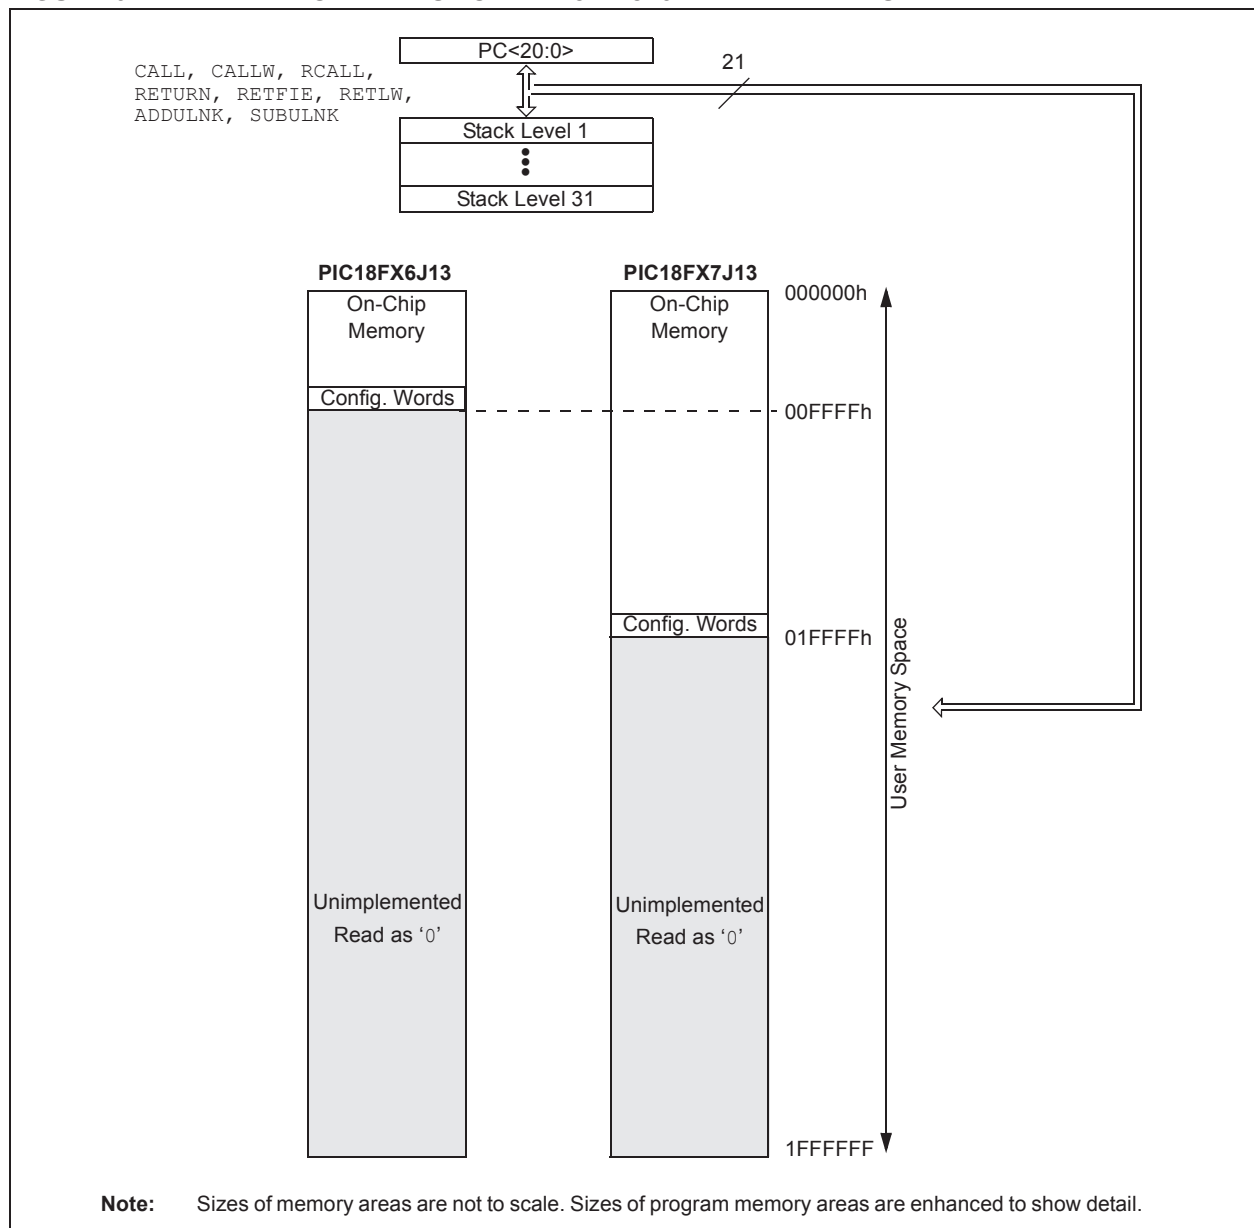 PC<20:0>
21
CALL, CALLW, RCALL,
RETURN, RETFIE, RETLW,
ADDULNK, SUBULNK
Stack Level 1
Stack Level 31
PIC18FX6J13
PIC18FX7J13
On-Chip
Memory
On-Chip
Memory
000000h
Config. Words
00FFFFh
Config. Words
01FFFFh
User Memory Space
Unimplemented
Read as ‘0’
Unimplemented
Read as ‘0’
1FFFFFF
Note: Sizes of memory areas are not to scale. Sizes of program memory areas are enhanced to show detail.